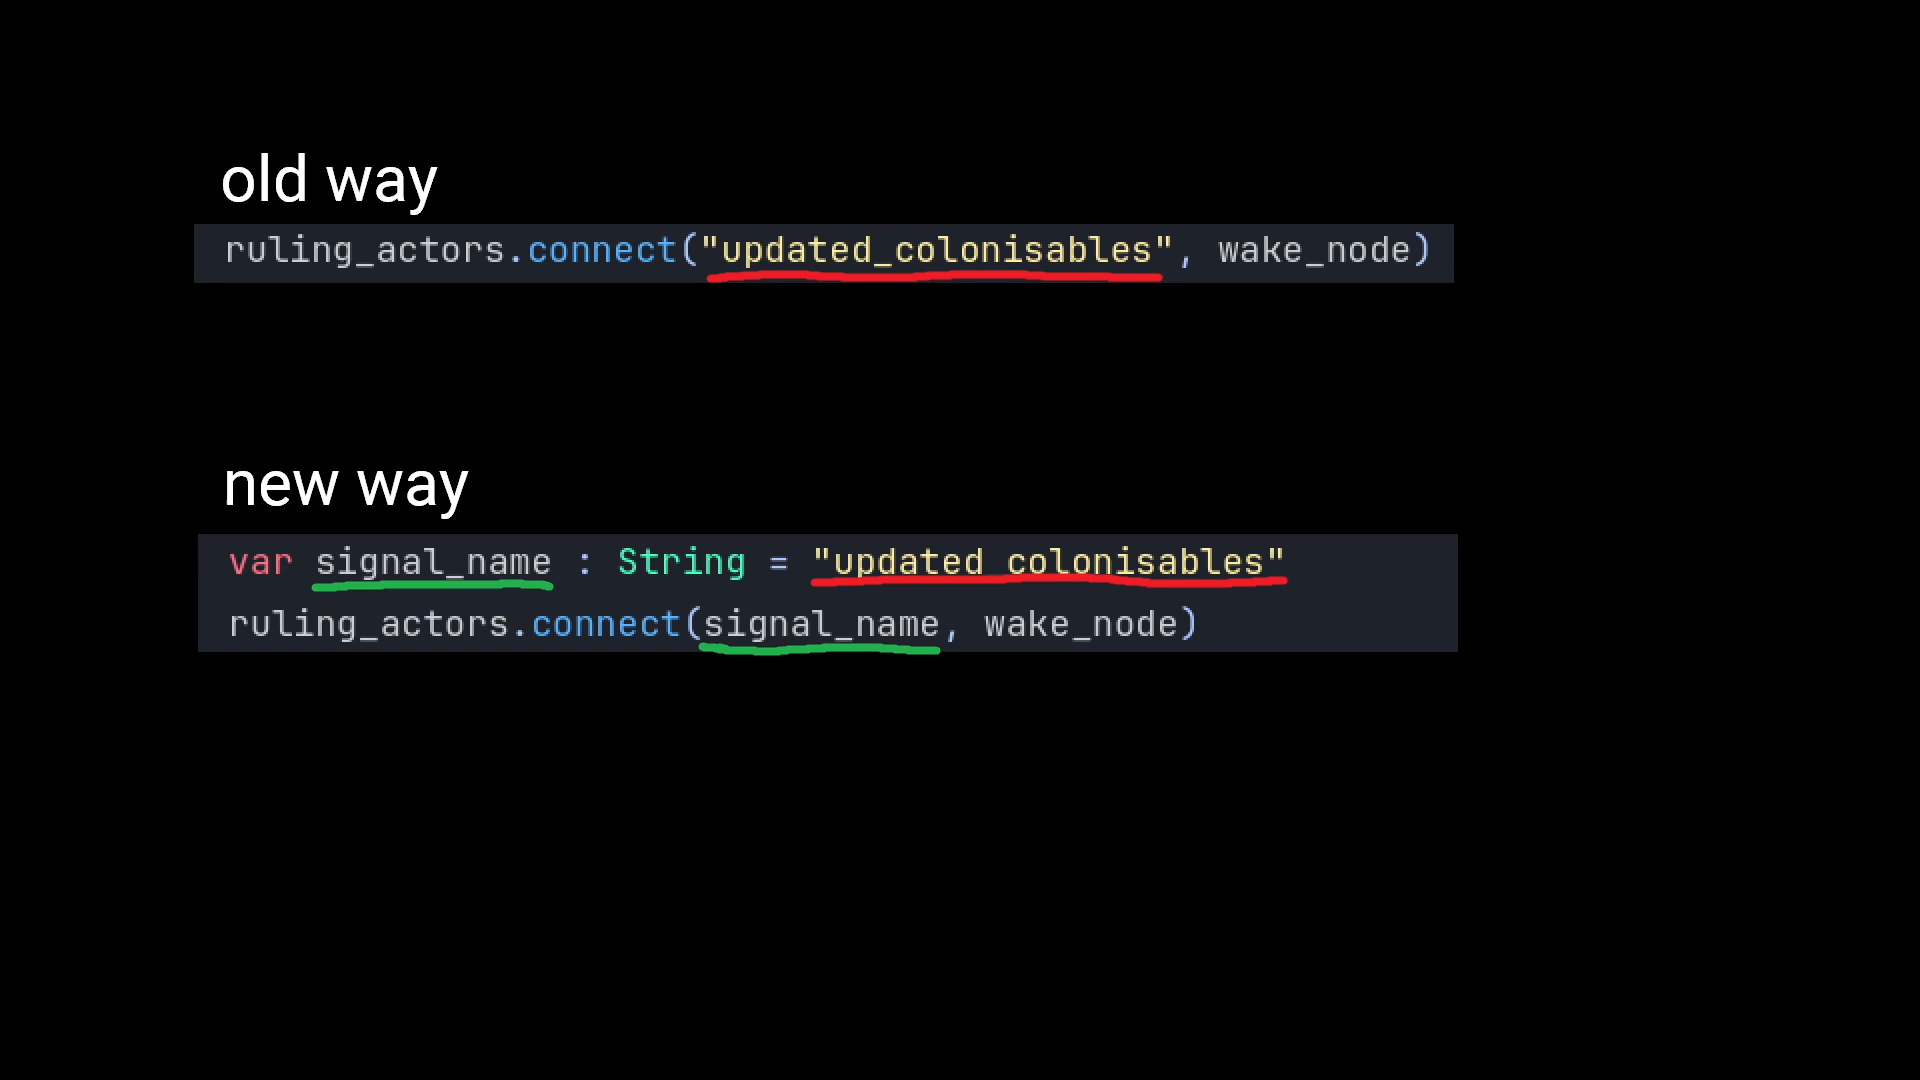 old way
ruling_actors.connect("updated_colonisables", wake_node)
new way
var signal_name : String = "updated_colonisables"
ruling_actors.connect(signal_name, wake_node)